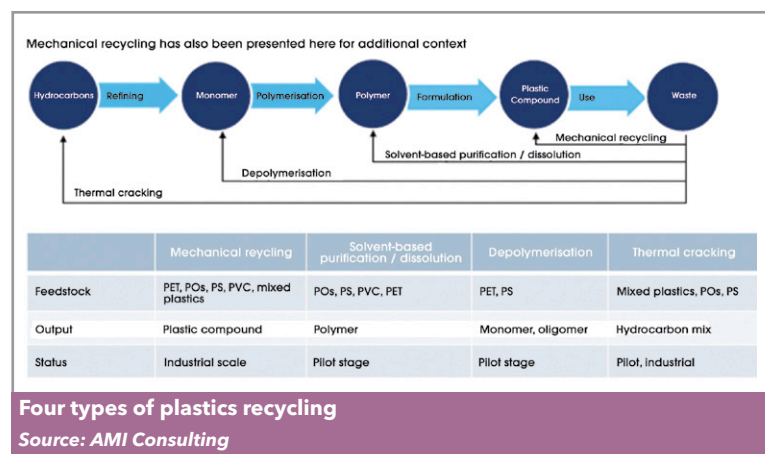 Mechanical recycling has also been presented here for additional context
Hydrocarbons
Refining
Monomer
Polymerisation
Polymer
Formulation
Plastic
Compound
Use
Waste
Mechanical recycling
Solvent-based purification / dissolution
Depolymerisation
Thermal cracking
Mechanical reycling
Solvent-based
purification / dissolution
Depolymerisation
Thermal cracking
Feedstock
PET, POs, PS, PVC, mixed
plastics
POs, PS, PVC, PET
PET, PS
Mixed plastics, POs, PS
Output
Plastic compound
Polymer
Monomer, oligomer
Hydrocarbon mix
Status
Industrial scale
Pilot stage
Pilot stage
Pilot, industrial
Four types of plastics recycling
Source: AMI Consulting